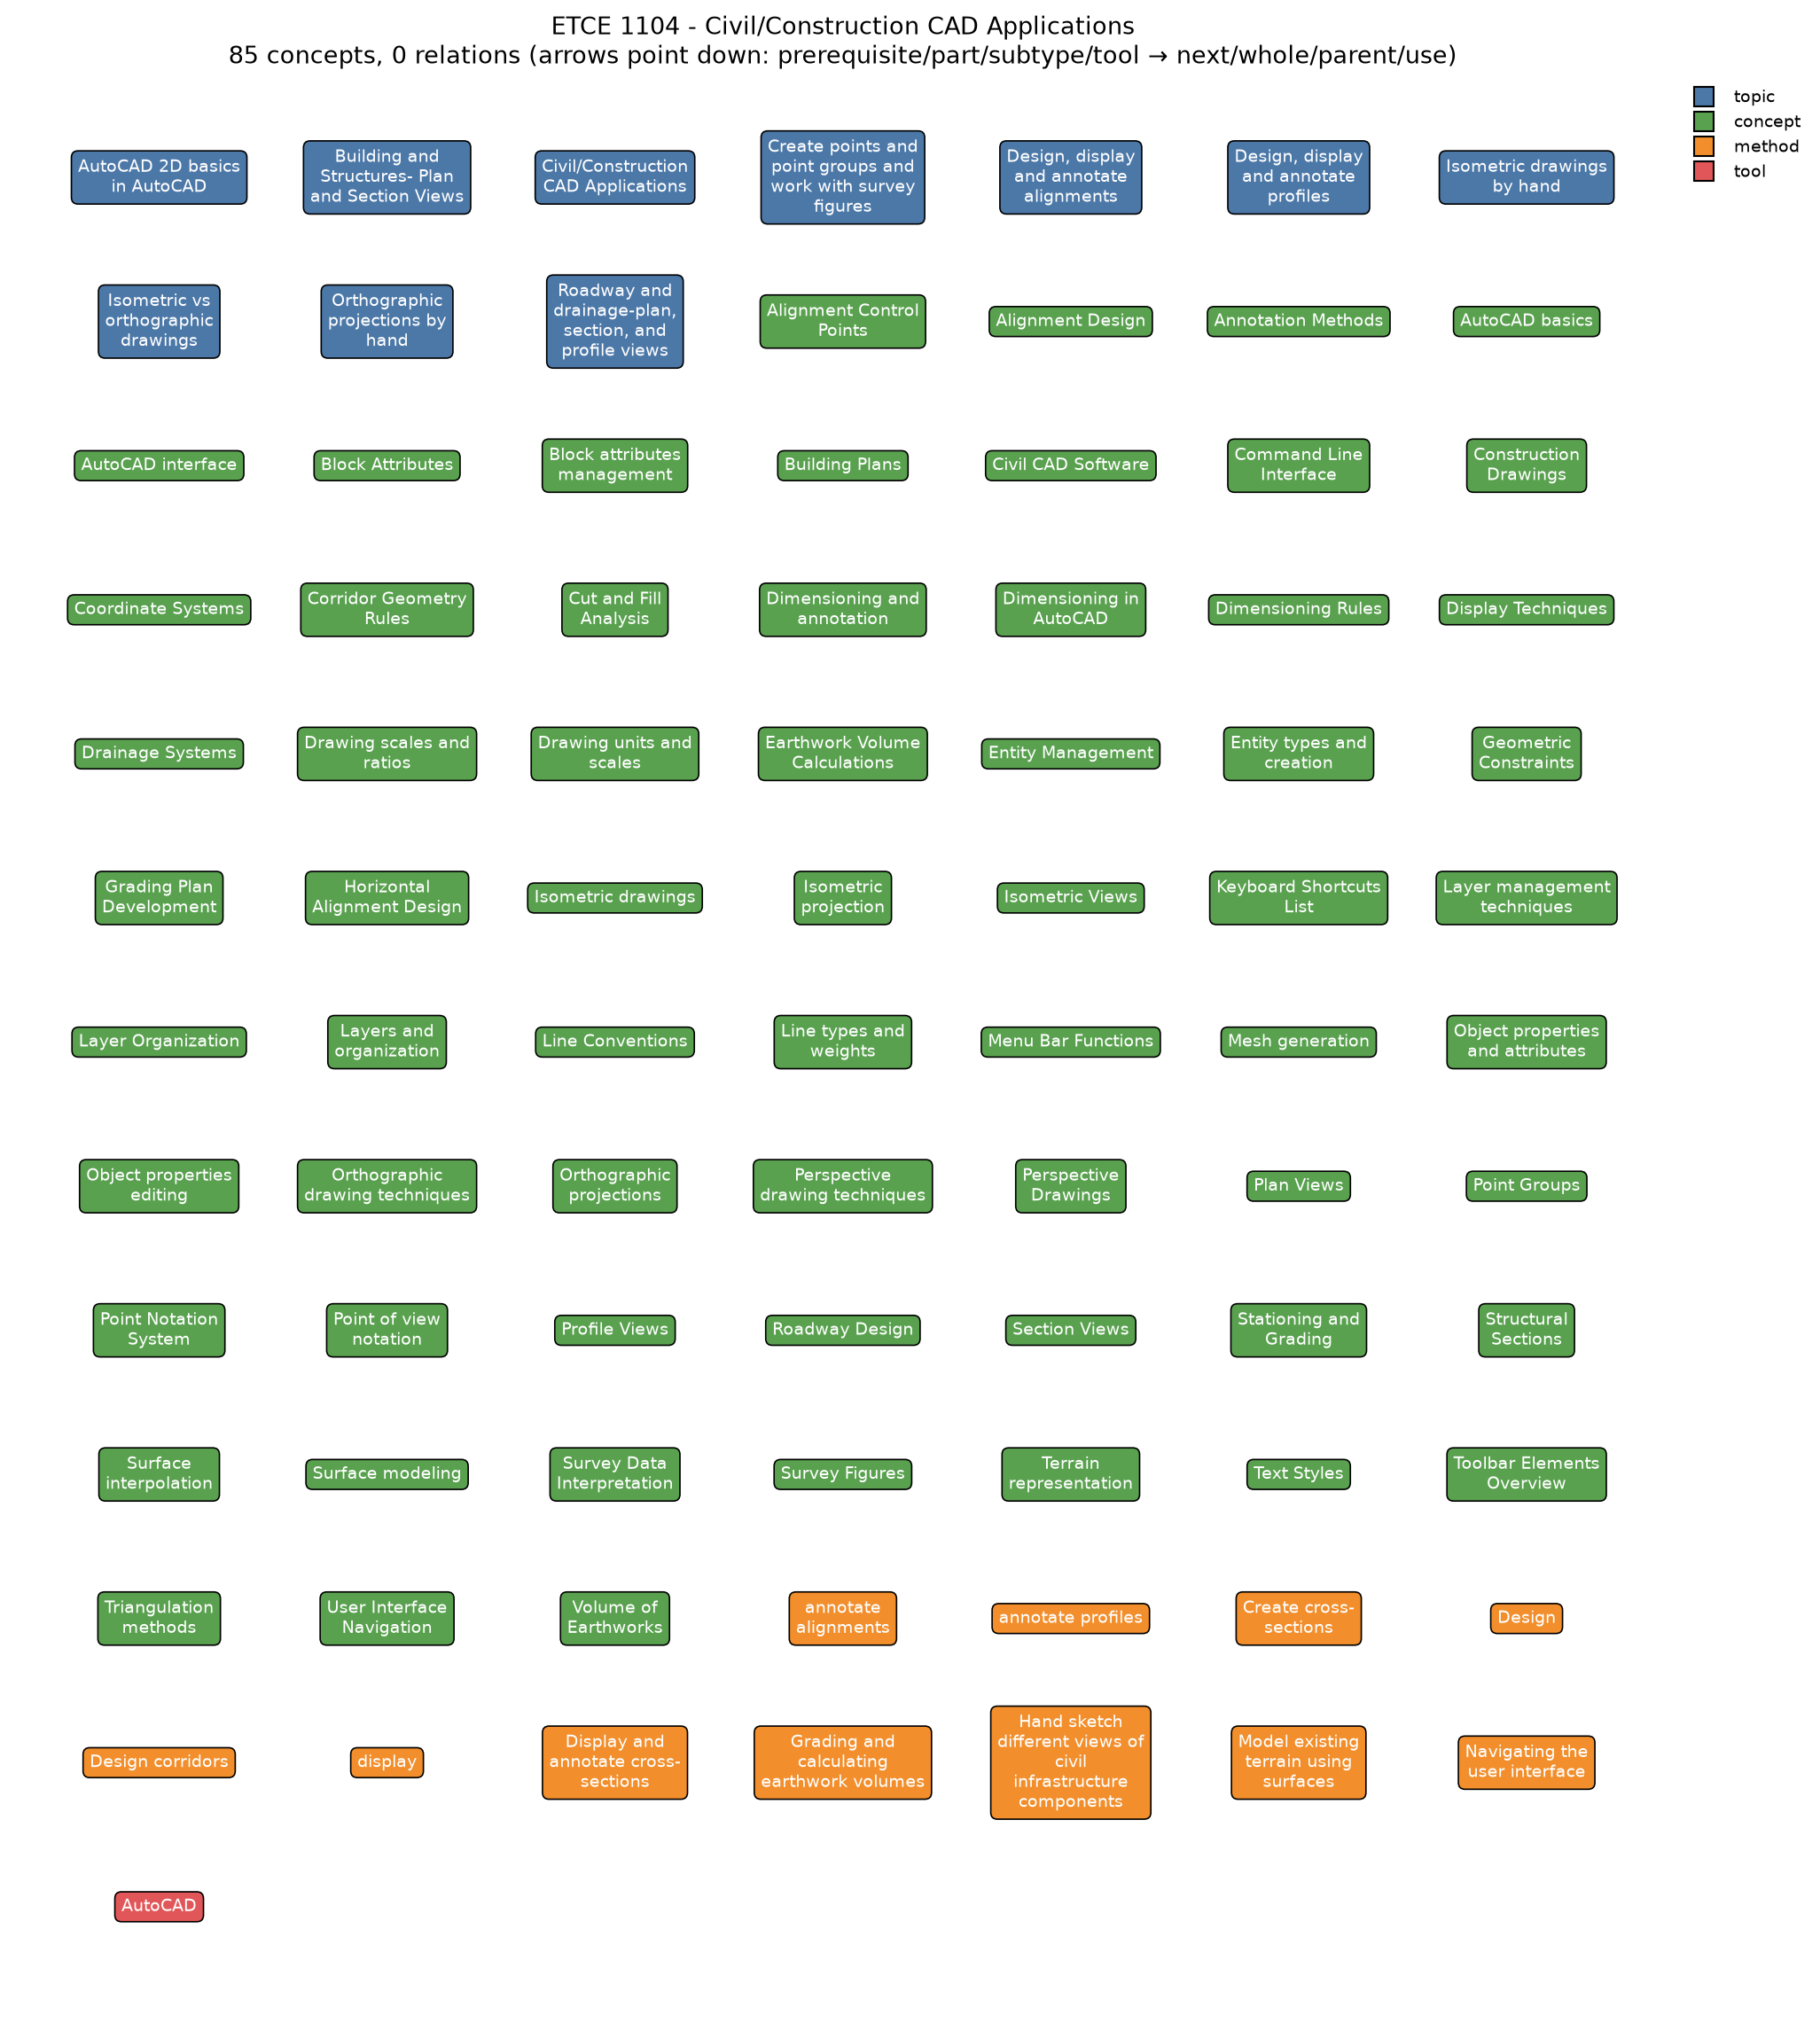 ETCE 1104 - Civil/Construction CAD Applications
85 concepts, 0 relations (arrows point down: prerequisite/part/subtype/tool → next/whole/parent/use)
topic
concept
method
tool
AutoCAD 2D basics
in AutoCAD
Building and
Structures- Plan
and Section Views
Civil/Construction
CAD Applications
Create points and
point groups and
work with survey
figures
Design, display
and annotate
alignments
Design, display
and annotate
profiles
Isometric drawings
by hand
Isometric vs
orthographic
drawings
Orthographic
projections by
hand
Roadway and
drainage-plan,
section, and
profile views
Alignment Control
Points
Alignment Design
Annotation Methods
AutoCAD basics
AutoCAD interface
Block Attributes
Block attributes
management
Building Plans
Civil CAD Software
Command Line
Interface
Construction
Drawings
Coordinate Systems
Corridor Geometry
Rules
Cut and Fill
Analysis
Dimensioning and
annotation
Dimensioning in
AutoCAD
Dimensioning Rules
Display Techniques
Drainage Systems
Drawing scales and
ratios
Drawing units and
scales
Earthwork Volume
Calculations
Entity Management
Entity types and
creation
Geometric
Constraints
Grading Plan
Development
Horizontal
Alignment Design
Isometric drawings
Isometric
projection
Isometric Views
Keyboard Shortcuts
List
Layer management
techniques
Layer Organization
Layers and
organization
Line Conventions
Line types and
weights
Menu Bar Functions
Mesh generation
Object properties
and attributes
Object properties
editing
Orthographic
drawing techniques
Orthographic
projections
Perspective
drawing techniques
Perspective
Drawings
Plan Views
Point Groups
Point Notation
System
Point of view
notation
Profile Views
Roadway Design
Section Views
Stationing and
Grading
Structural
Sections
Surface
interpolation
Surface modeling
Survey Data
Interpretation
Survey Figures
Terrain
representation
Text Styles
Toolbar Elements
Overview
Triangulation
methods
User Interface
Navigation
Volume of
Earthworks
annotate
alignments
annotate profiles
Create cross-
sections
Design
Design corridors
display
Display and
annotate cross-
sections
Grading and
calculating
earthwork volumes
Hand sketch
different views of
civil
infrastructure
components
Model existing
terrain using
surfaces
Navigating the
user interface
AutoCAD